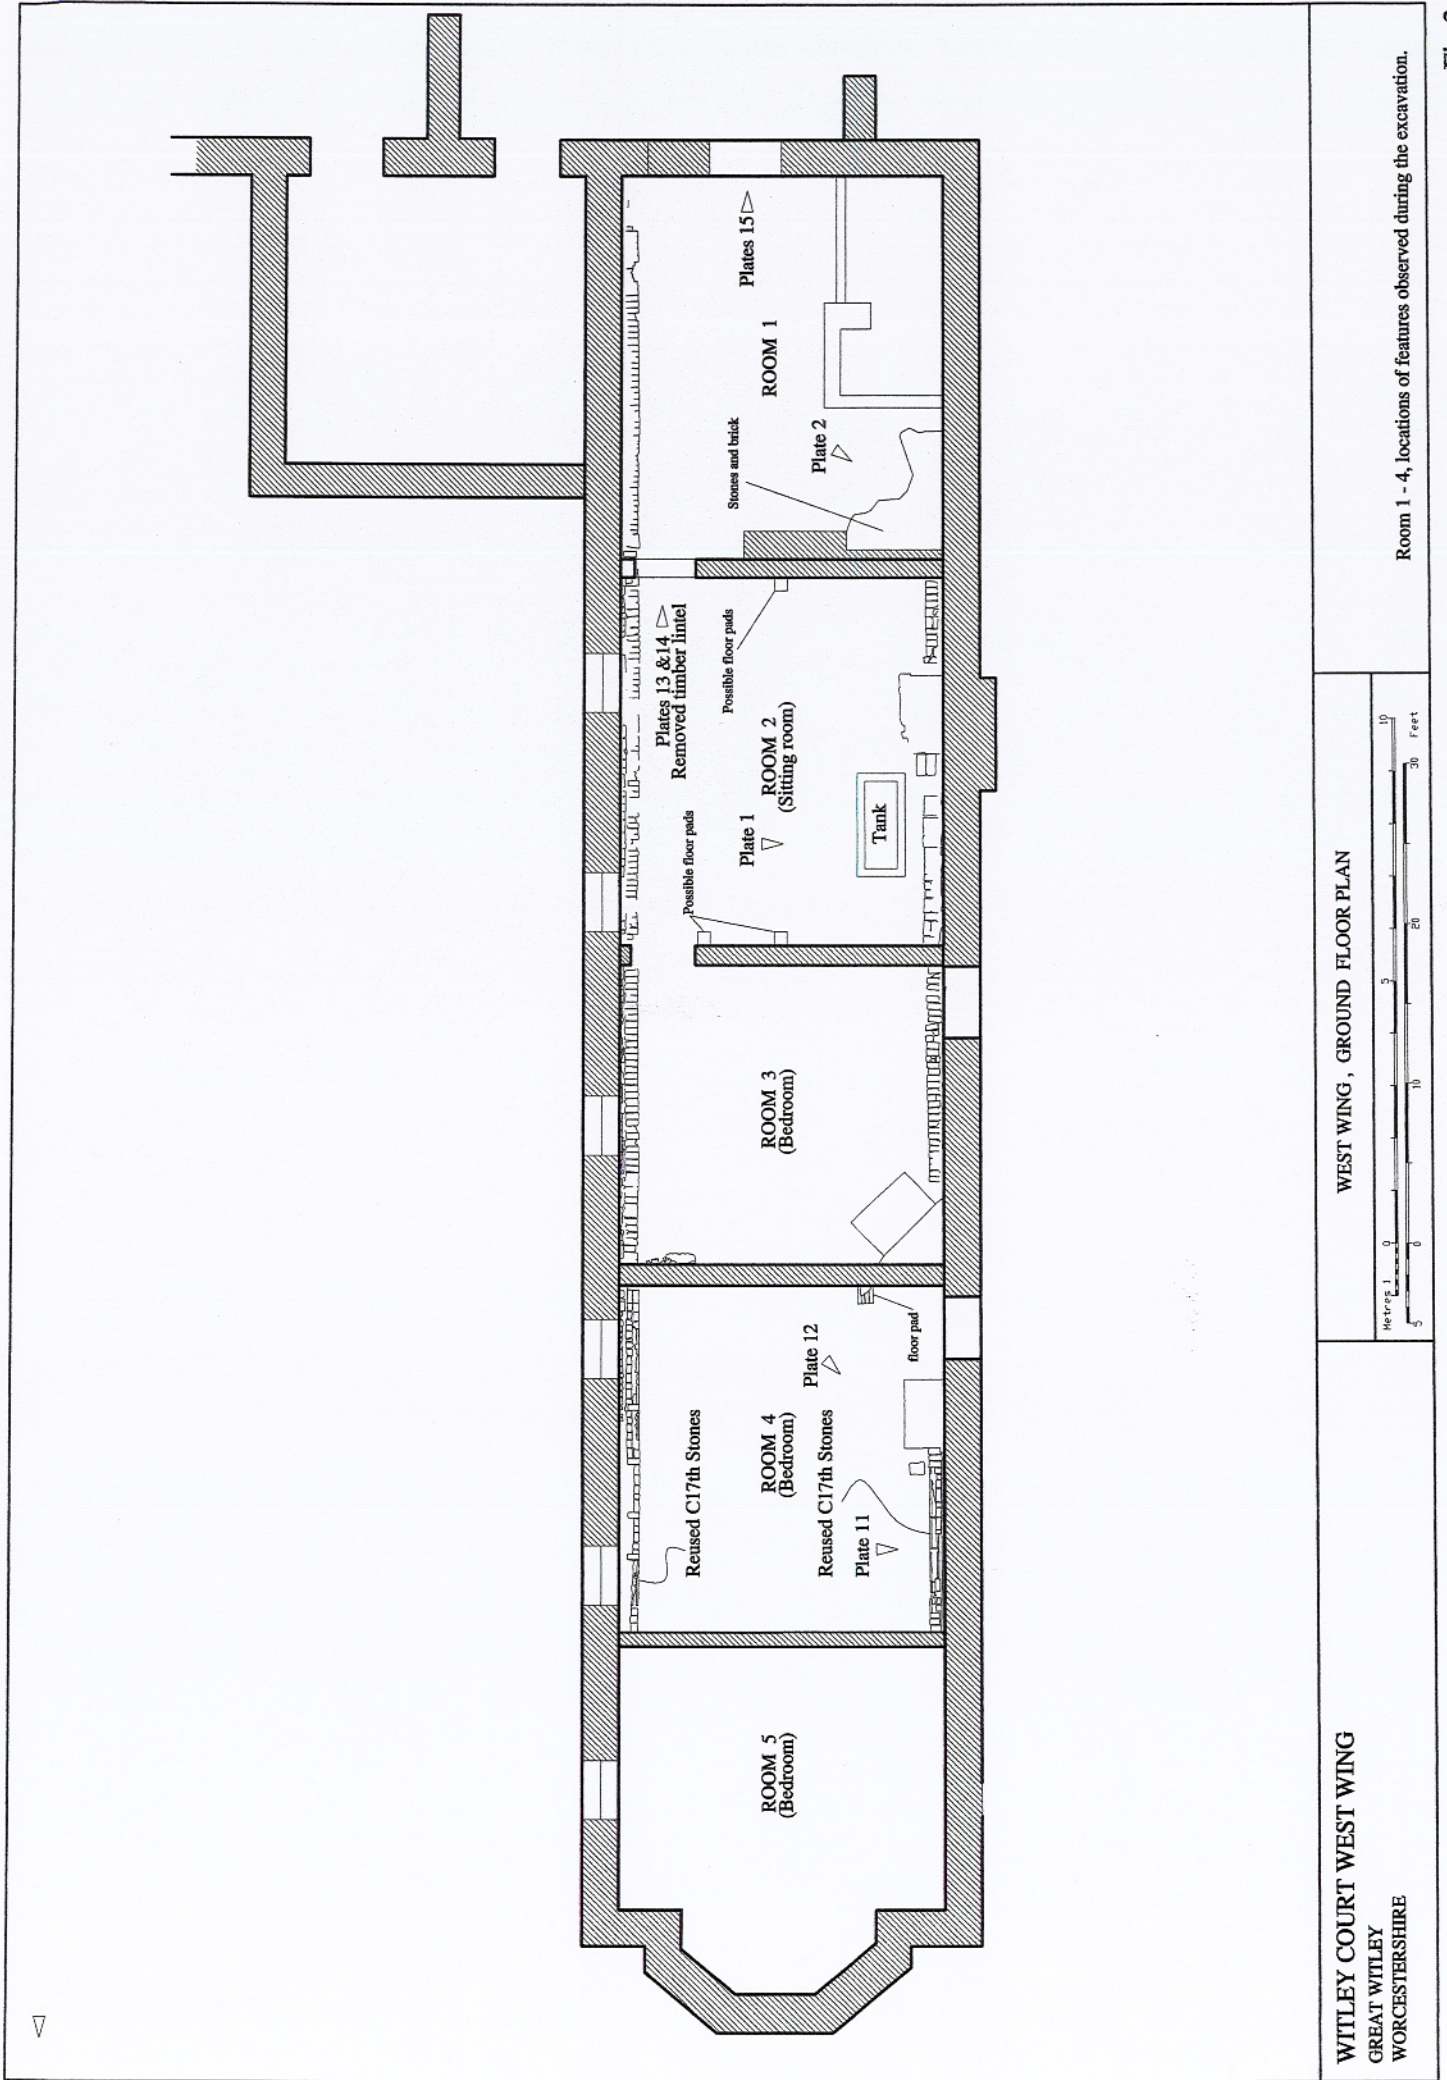 Plates 15
ROOM 1
Plate 2
Stones and brick
Plates 13 &14
Removed timber lintel
Possible floor pads
ROOM 2
(Sitting room)
Plate 1
Possible floor pads
Tank
ROOM 3
(Bedroom)
Plate 12
floor pad
ROOM 4
(Bedroom)
Reused C17th Stones
Reused C17th Stones
Plate 11
ROOM 5
(Bedroom)
WITLEY COURT WEST WING
GREAT WITLEY
WORCESTERSHIRE
WEST WING , GROUND FLOOR PLAN
Metres 1 0 5 10
5 0 10 20 30 Feet
Room 1 - 4, locations of features observed during the excavation.